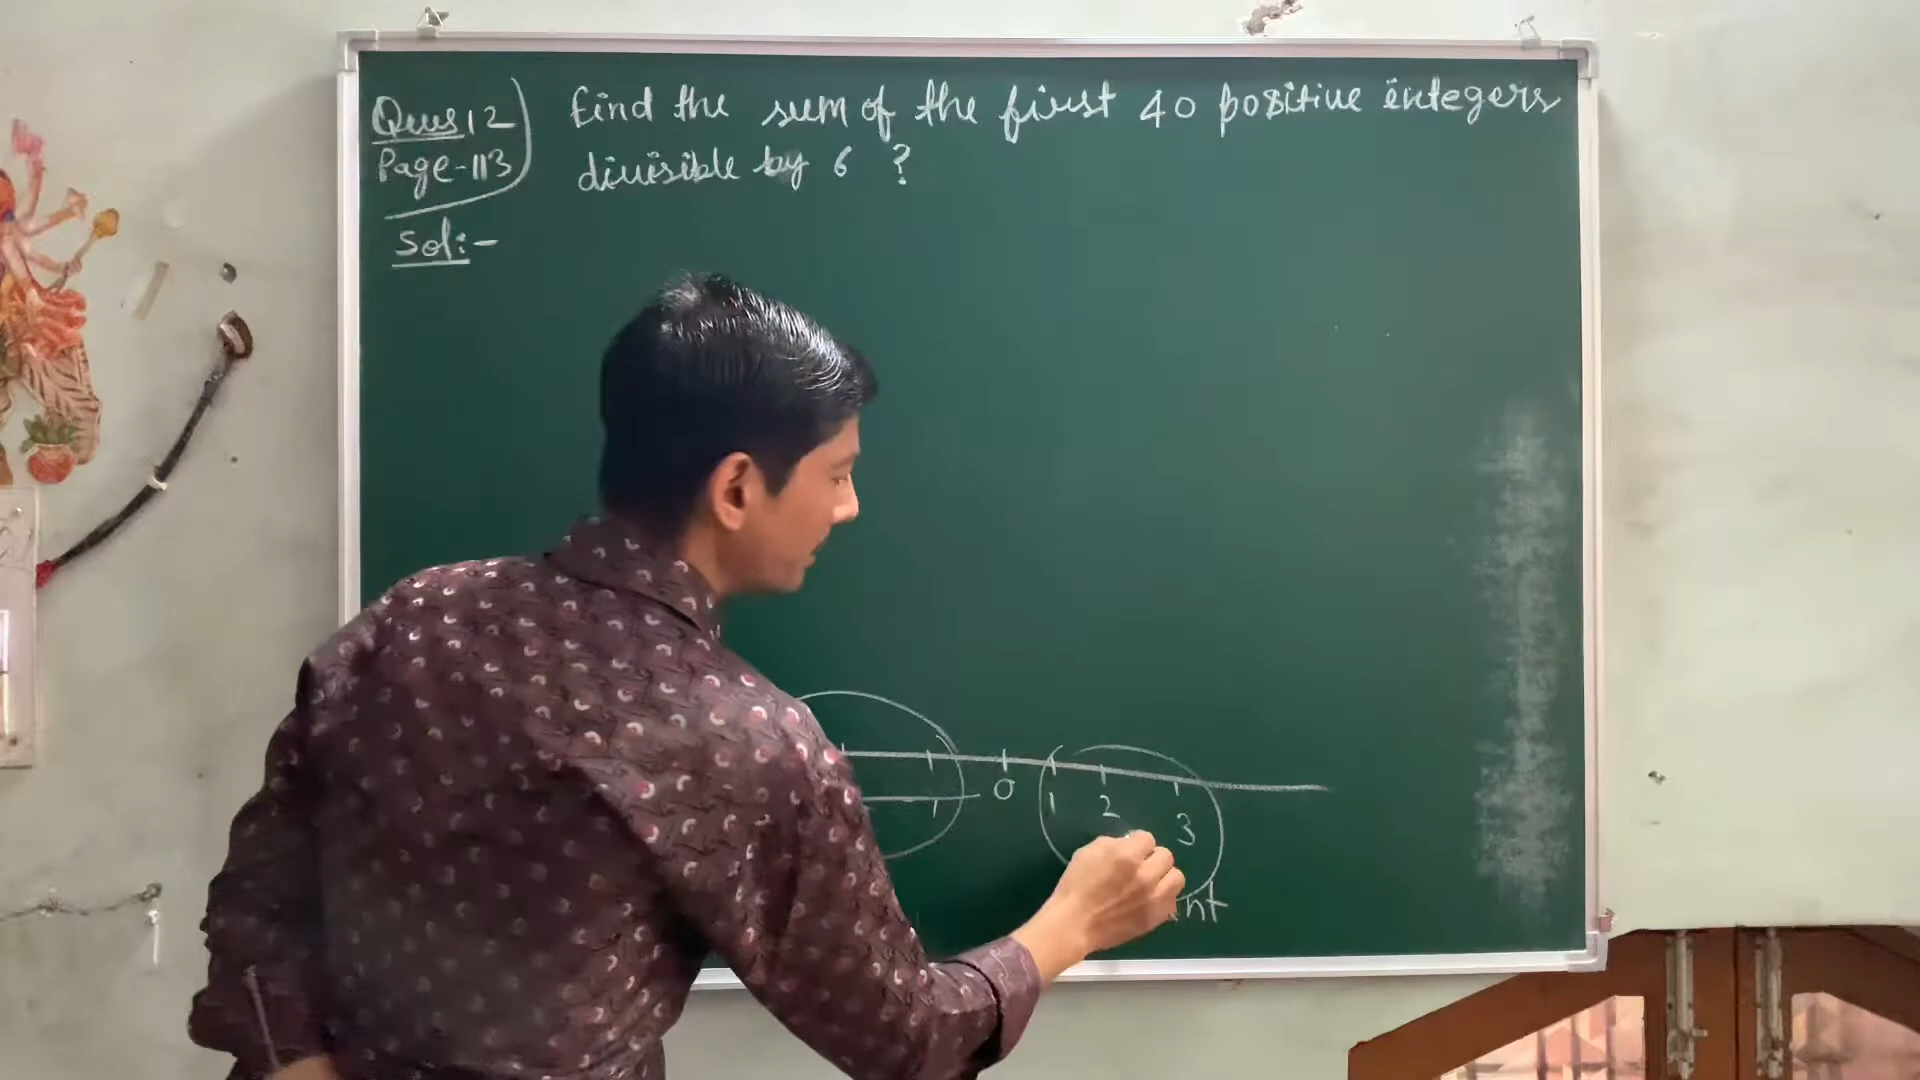 Ques 12
Page-113
Find the sum of the first 40 positive integers
divisible by 6 ?
Sol:-
0 1 2 3
int